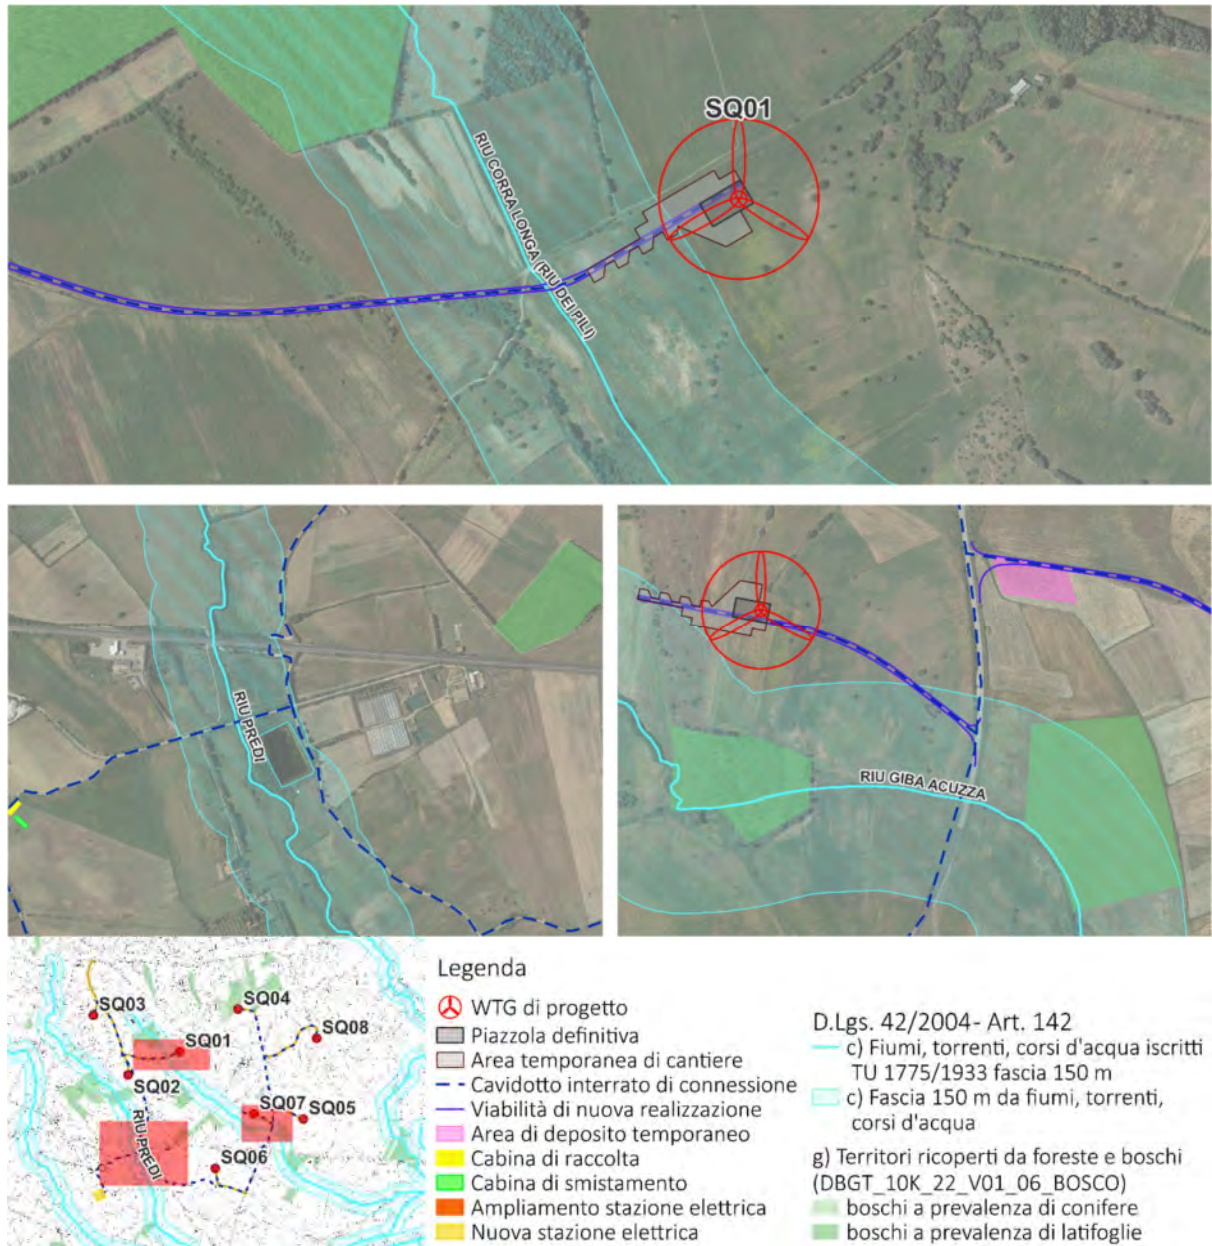 SQ01
RIU CORRA LONGA (RIU DEI PILI)
RIU PREDI
RIU GIBA ACUZZA
SQ03
SQ04
SQ08
SQ01
SQ02
SQ07
SQ05
RIU PREDI
SQ06
Legenda
WTG di progetto
Piazzola definitiva
Area temporanea di cantiere
Cavidotto interrato di connessione
Viabilità di nuova realizzazione
Area di deposito temporaneo
Cabina di raccolta
Cabina di smistamento
Ampliamento stazione elettrica
Nuova stazione elettrica
D.Lgs. 42/2004- Art. 142
c) Fiumi, torrenti, corsi d'acqua iscritti
TU 1775/1933 fascia 150 m
c) Fascia 150 m da fiumi, torrenti,
corsi d'acqua
g) Territori ricoperti da foreste e boschi
(DBGT_10K_22_V01_06_BOSCO)
boschi a prevalenza di conifere
boschi a prevalenza di latifoglie